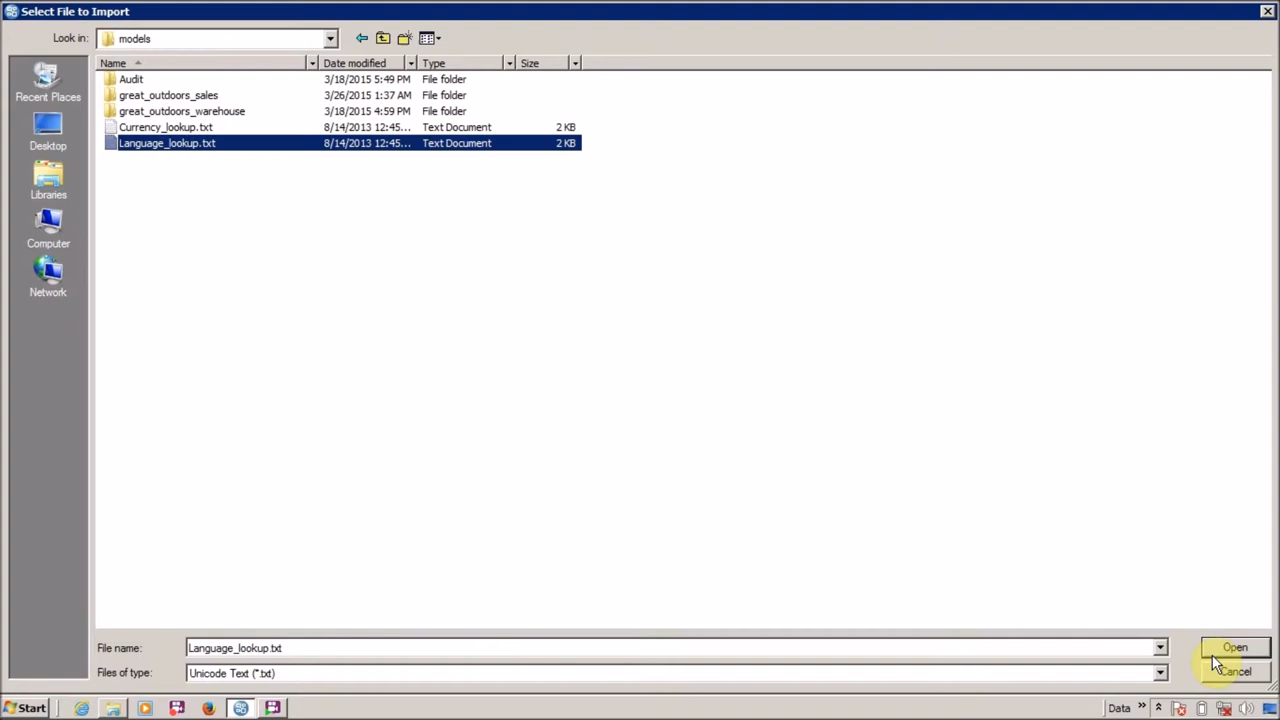 Select File to Import
Look in: models
Name Date modified Type Size
Audit 3/18/2015 5:49 PM File folder
great_outdoors_sales 3/26/2015 1:37 AM File folder
great_outdoors_warehouse 3/18/2015 4:59 PM File folder
Currency_lookup.txt 8/14/2013 12:45... Text Document 2 KB
Language_lookup.txt 8/14/2013 12:45... Text Document 2 KB
Recent Places
Desktop
Libraries
Computer
Network
File name: Language_lookup.txt Open
Files of type: Unicode Text (*.txt) Cancel
Start Data »